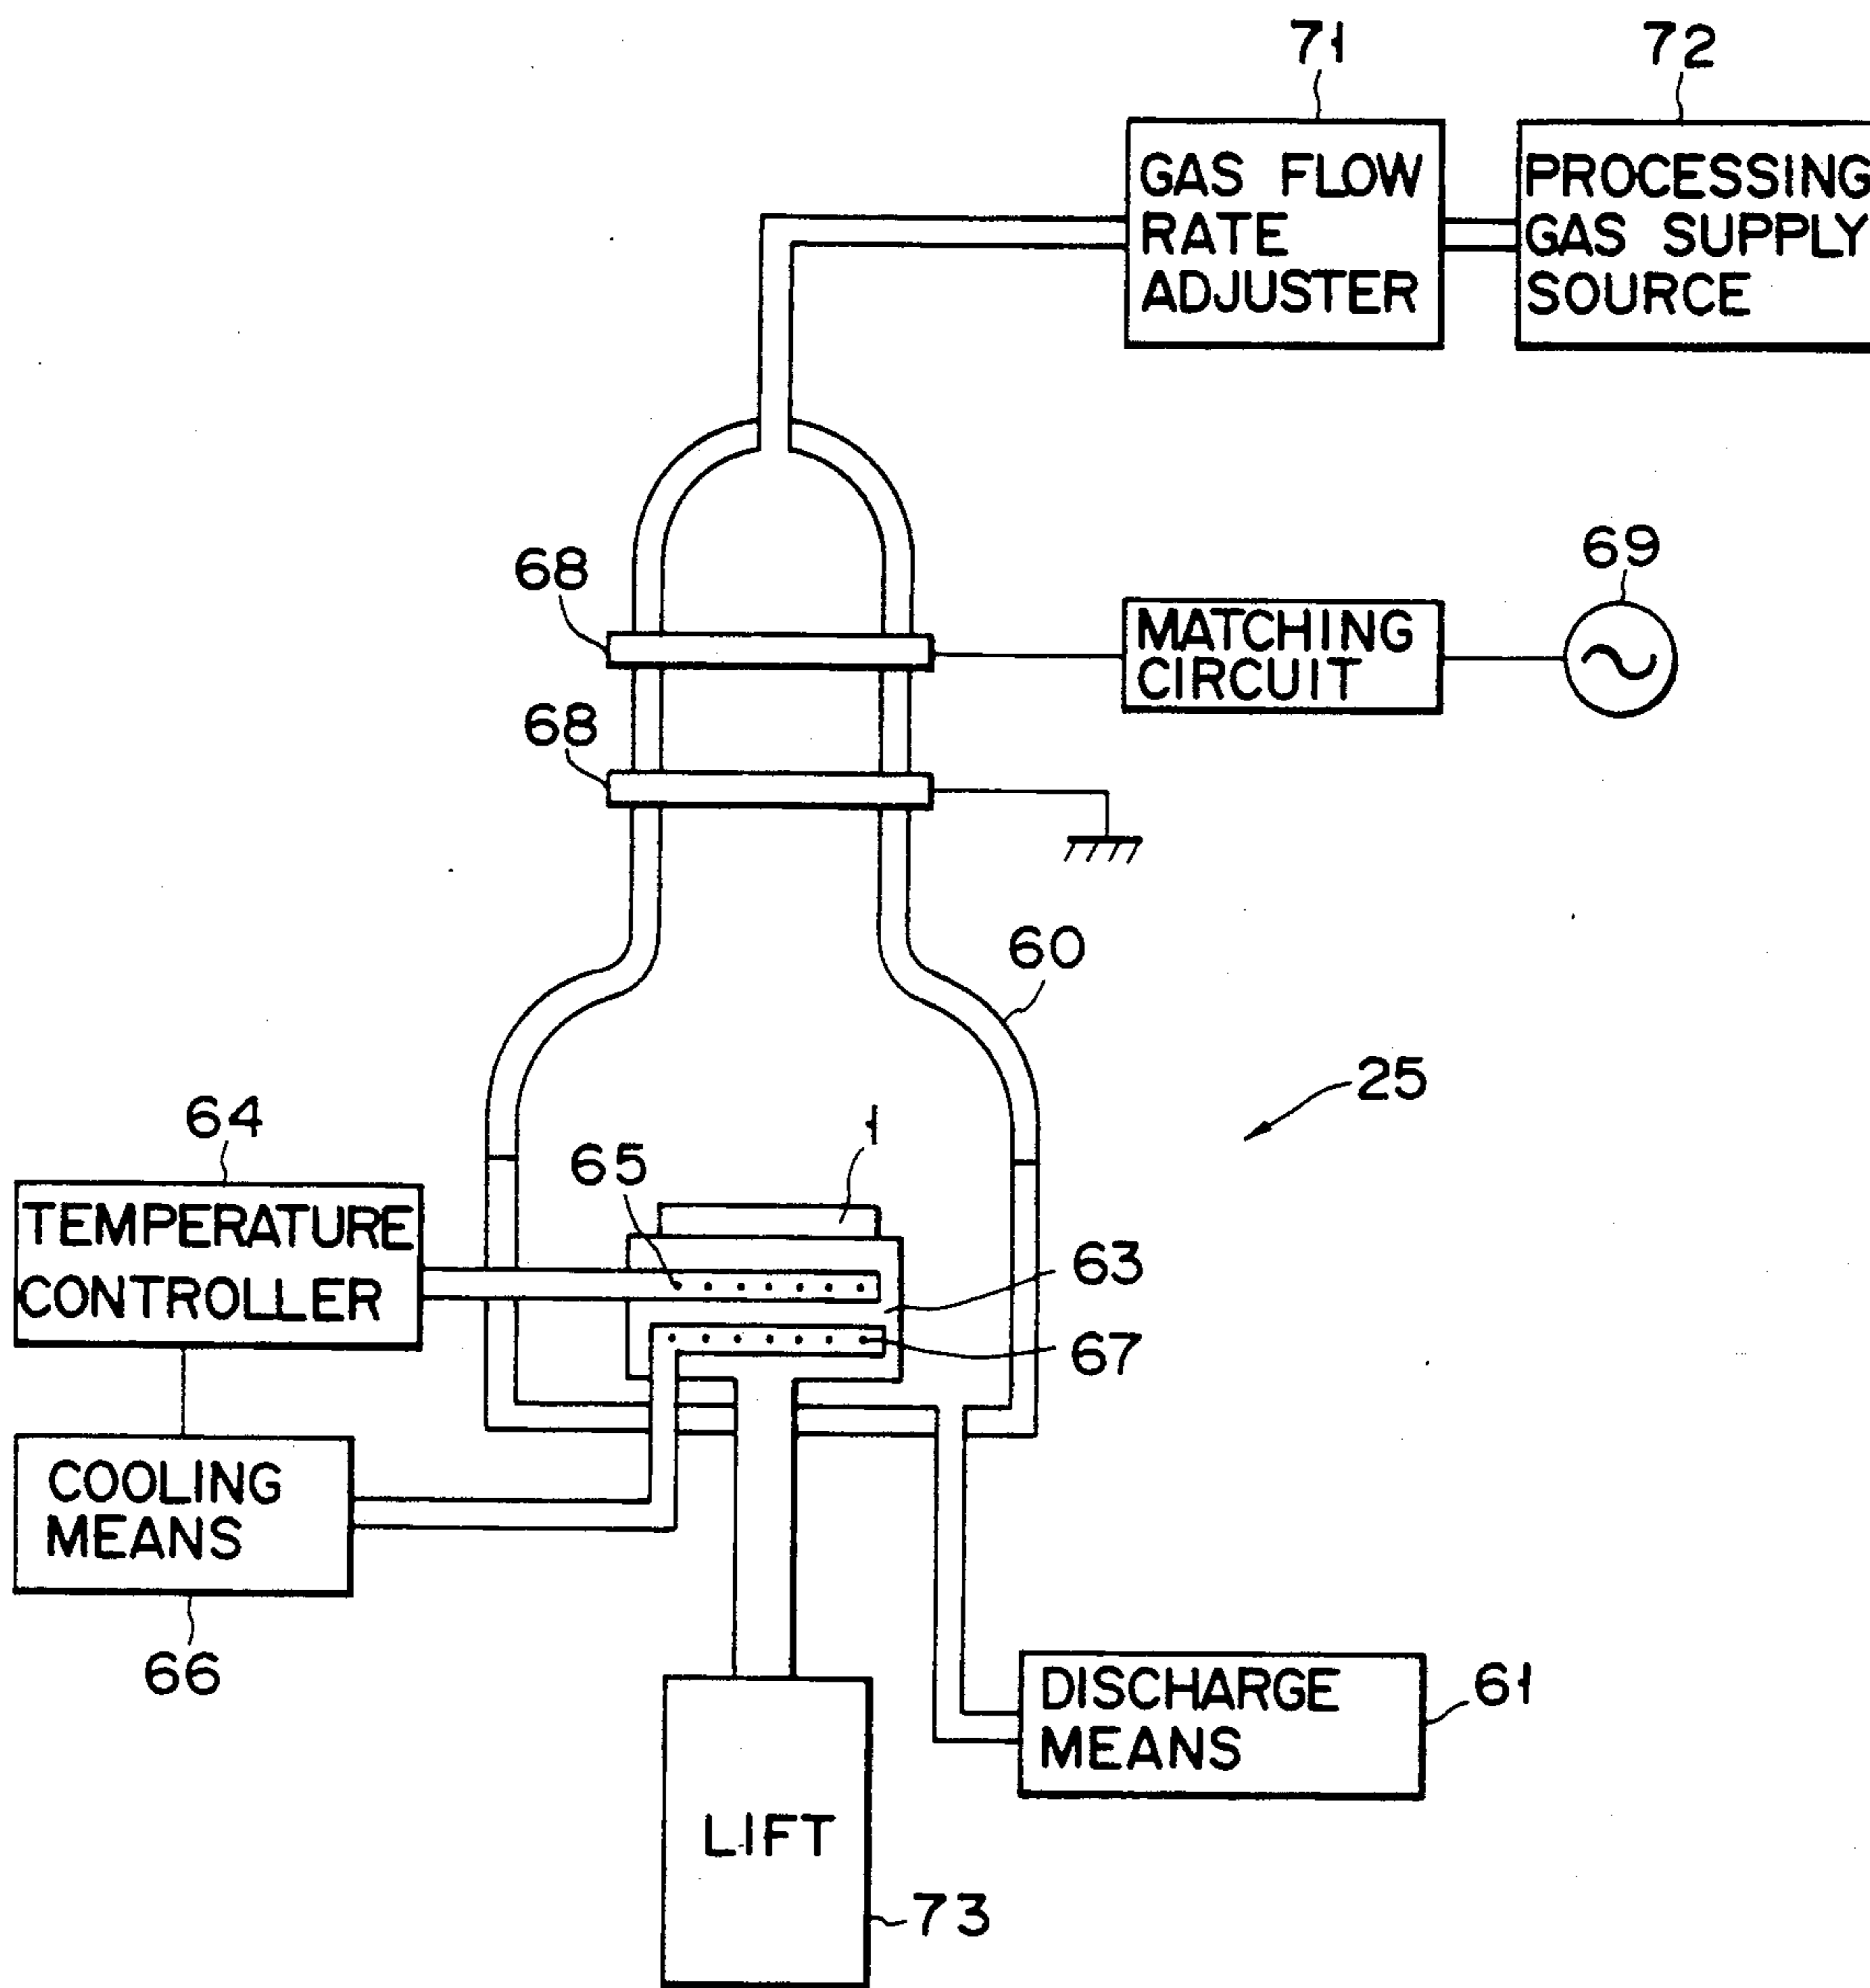 71
72
GAS FLOW
RATE
ADJUSTER
PROCESSING
GAS SUPPLY
SOURCE
68
69
MATCHING
CIRCUIT
68
60
25
64
65
1
TEMPERATURE
CONTROLLER
63
67
COOLING
MEANS
66
DISCHARGE
MEANS
61
LIFT
73